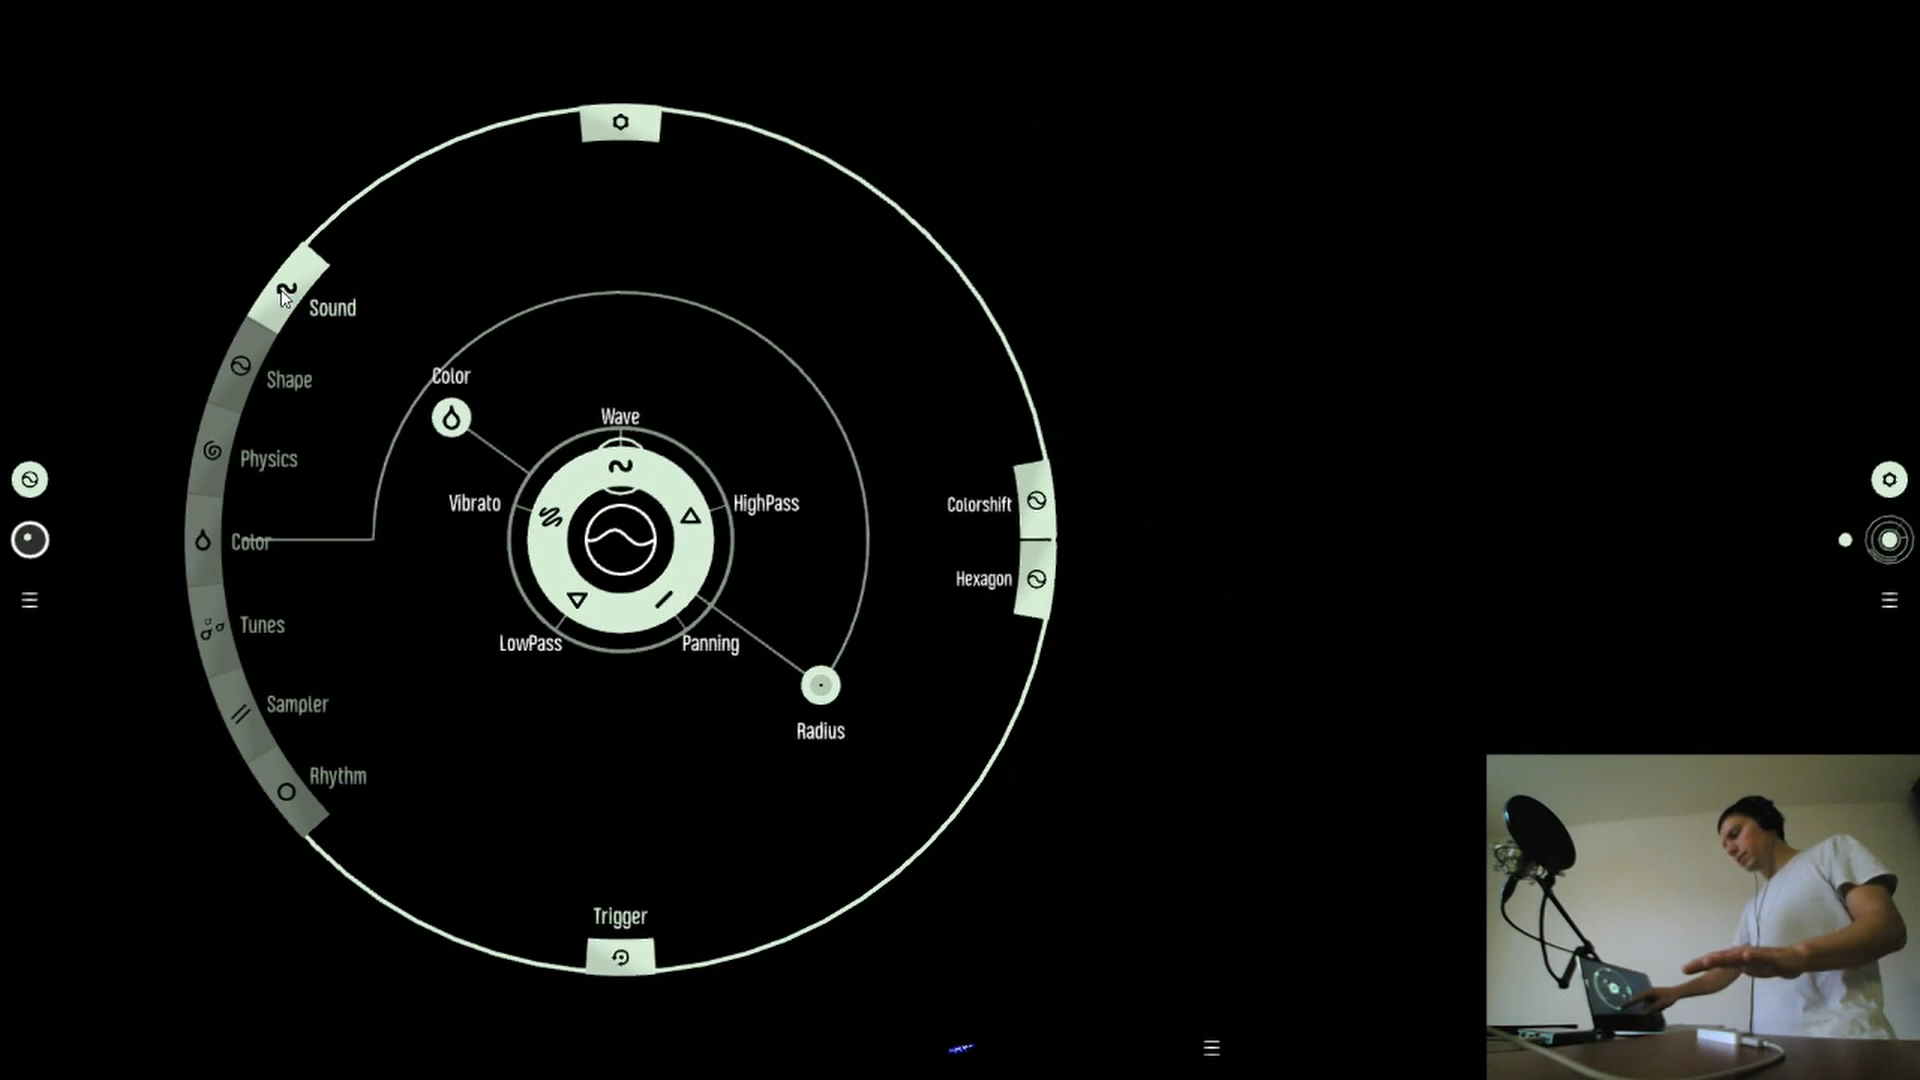 Sound
Color
Shape
Wave
Physics
Vibrato
HighPass
Colorshift
Color
Hexagon
Tunes
LowPass
Panning
Sampler
Radius
Rhythm
Trigger